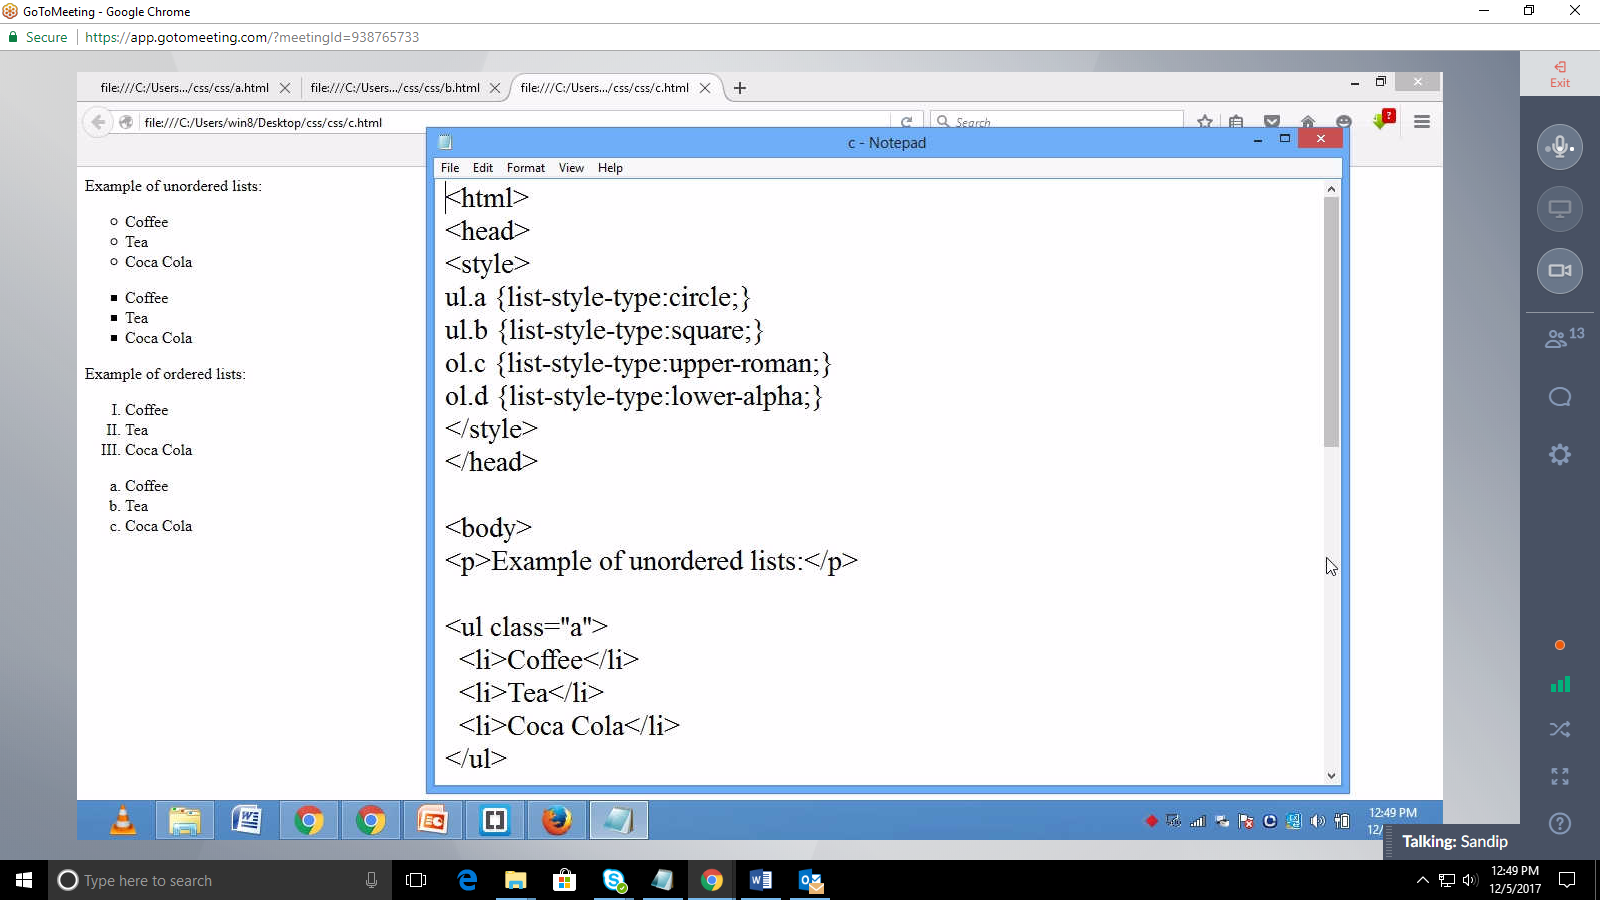 GoToMeeting - Google Chrome
Secure https://app.gotomeeting.com/?meetingId=938765733
Exit
file:///C:/Users.../css/css/a.html
file:///C:/Users.../css/css/b.html
file:///C:/Users.../css/css/c.html
file:///C:/Users/win8/Desktop/css/css/c.html
Search
?
Example of unordered lists:
Coffee
Tea
Coca Cola
Coffee
Tea
Coca Cola
Example of ordered lists:
I. Coffee
II. Tea
III. Coca Cola
a. Coffee
b. Tea
c. Coca Cola
c - Notepad
File Edit Format View Help
<html>
<head>
<style>
ul.a {list-style-type:circle;}
ul.b {list-style-type:square;}
ol.c {list-style-type:upper-roman;}
ol.d {list-style-type:lower-alpha;}
</style>
</head>
<body>
<p>Example of unordered lists:</p>
<ul class="a">
<li>Coffee</li>
<li>Tea</li>
<li>Coca Cola</li>
</ul>
13
12:49 PM
12/
Talking: Sandip
Type here to search
12:49 PM
12/5/2017